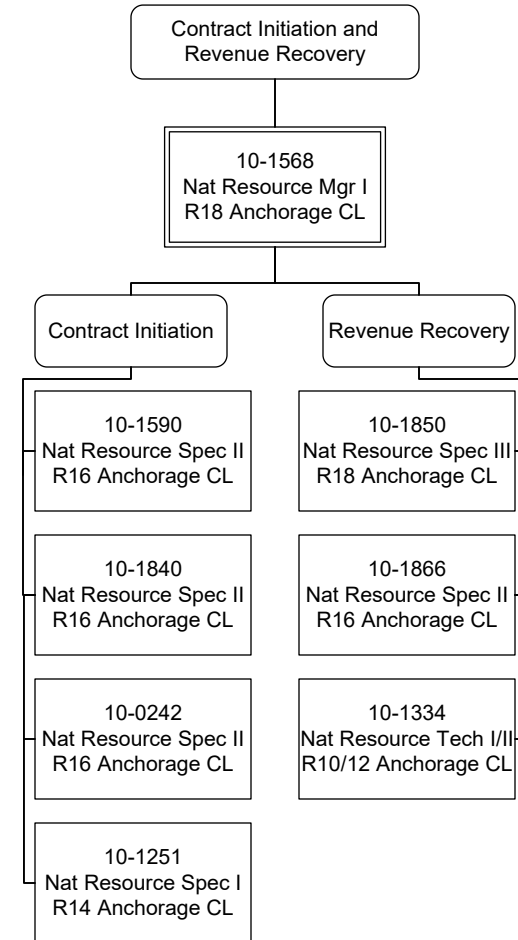 Contract Initiation and
Revenue Recovery
10-1568
Nat Resource Mgr I
R18 Anchorage CL
Contract Initiation
Revenue Recovery
10-1590
Nat Resource Spec II
R16 Anchorage CL
10-1850
Nat Resource Spec III
R18 Anchorage CL
10-1840
Nat Resource Spec II
R16 Anchorage CL
10-1866
Nat Resource Spec II
R16 Anchorage CL
10-0242
Nat Resource Spec II
R16 Anchorage CL
10-1334
Nat Resource Tech I/II
R10/12 Anchorage CL
10-1251
Nat Resource Spec I
R14 Anchorage CL